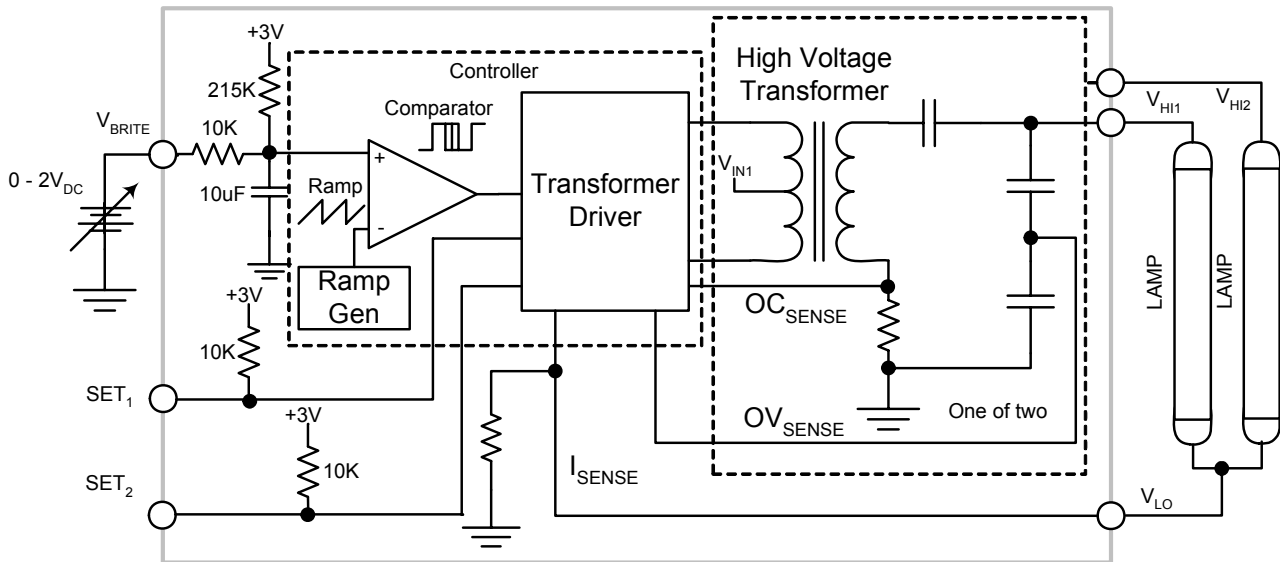 +3V
215K
V_BRITE
10K
0 - 2V_DC
10uF
Controller
Comparator
Ramp
+
-
Ramp
Gen
Transformer
Driver
High Voltage
Transformer
V_IN1
OC_SENSE
OV_SENSE
One of two
V_HI1
V_HI2
LAMP
LAMP
+3V
10K
SET_1
+3V
10K
SET_2
I_SENSE
V_LO